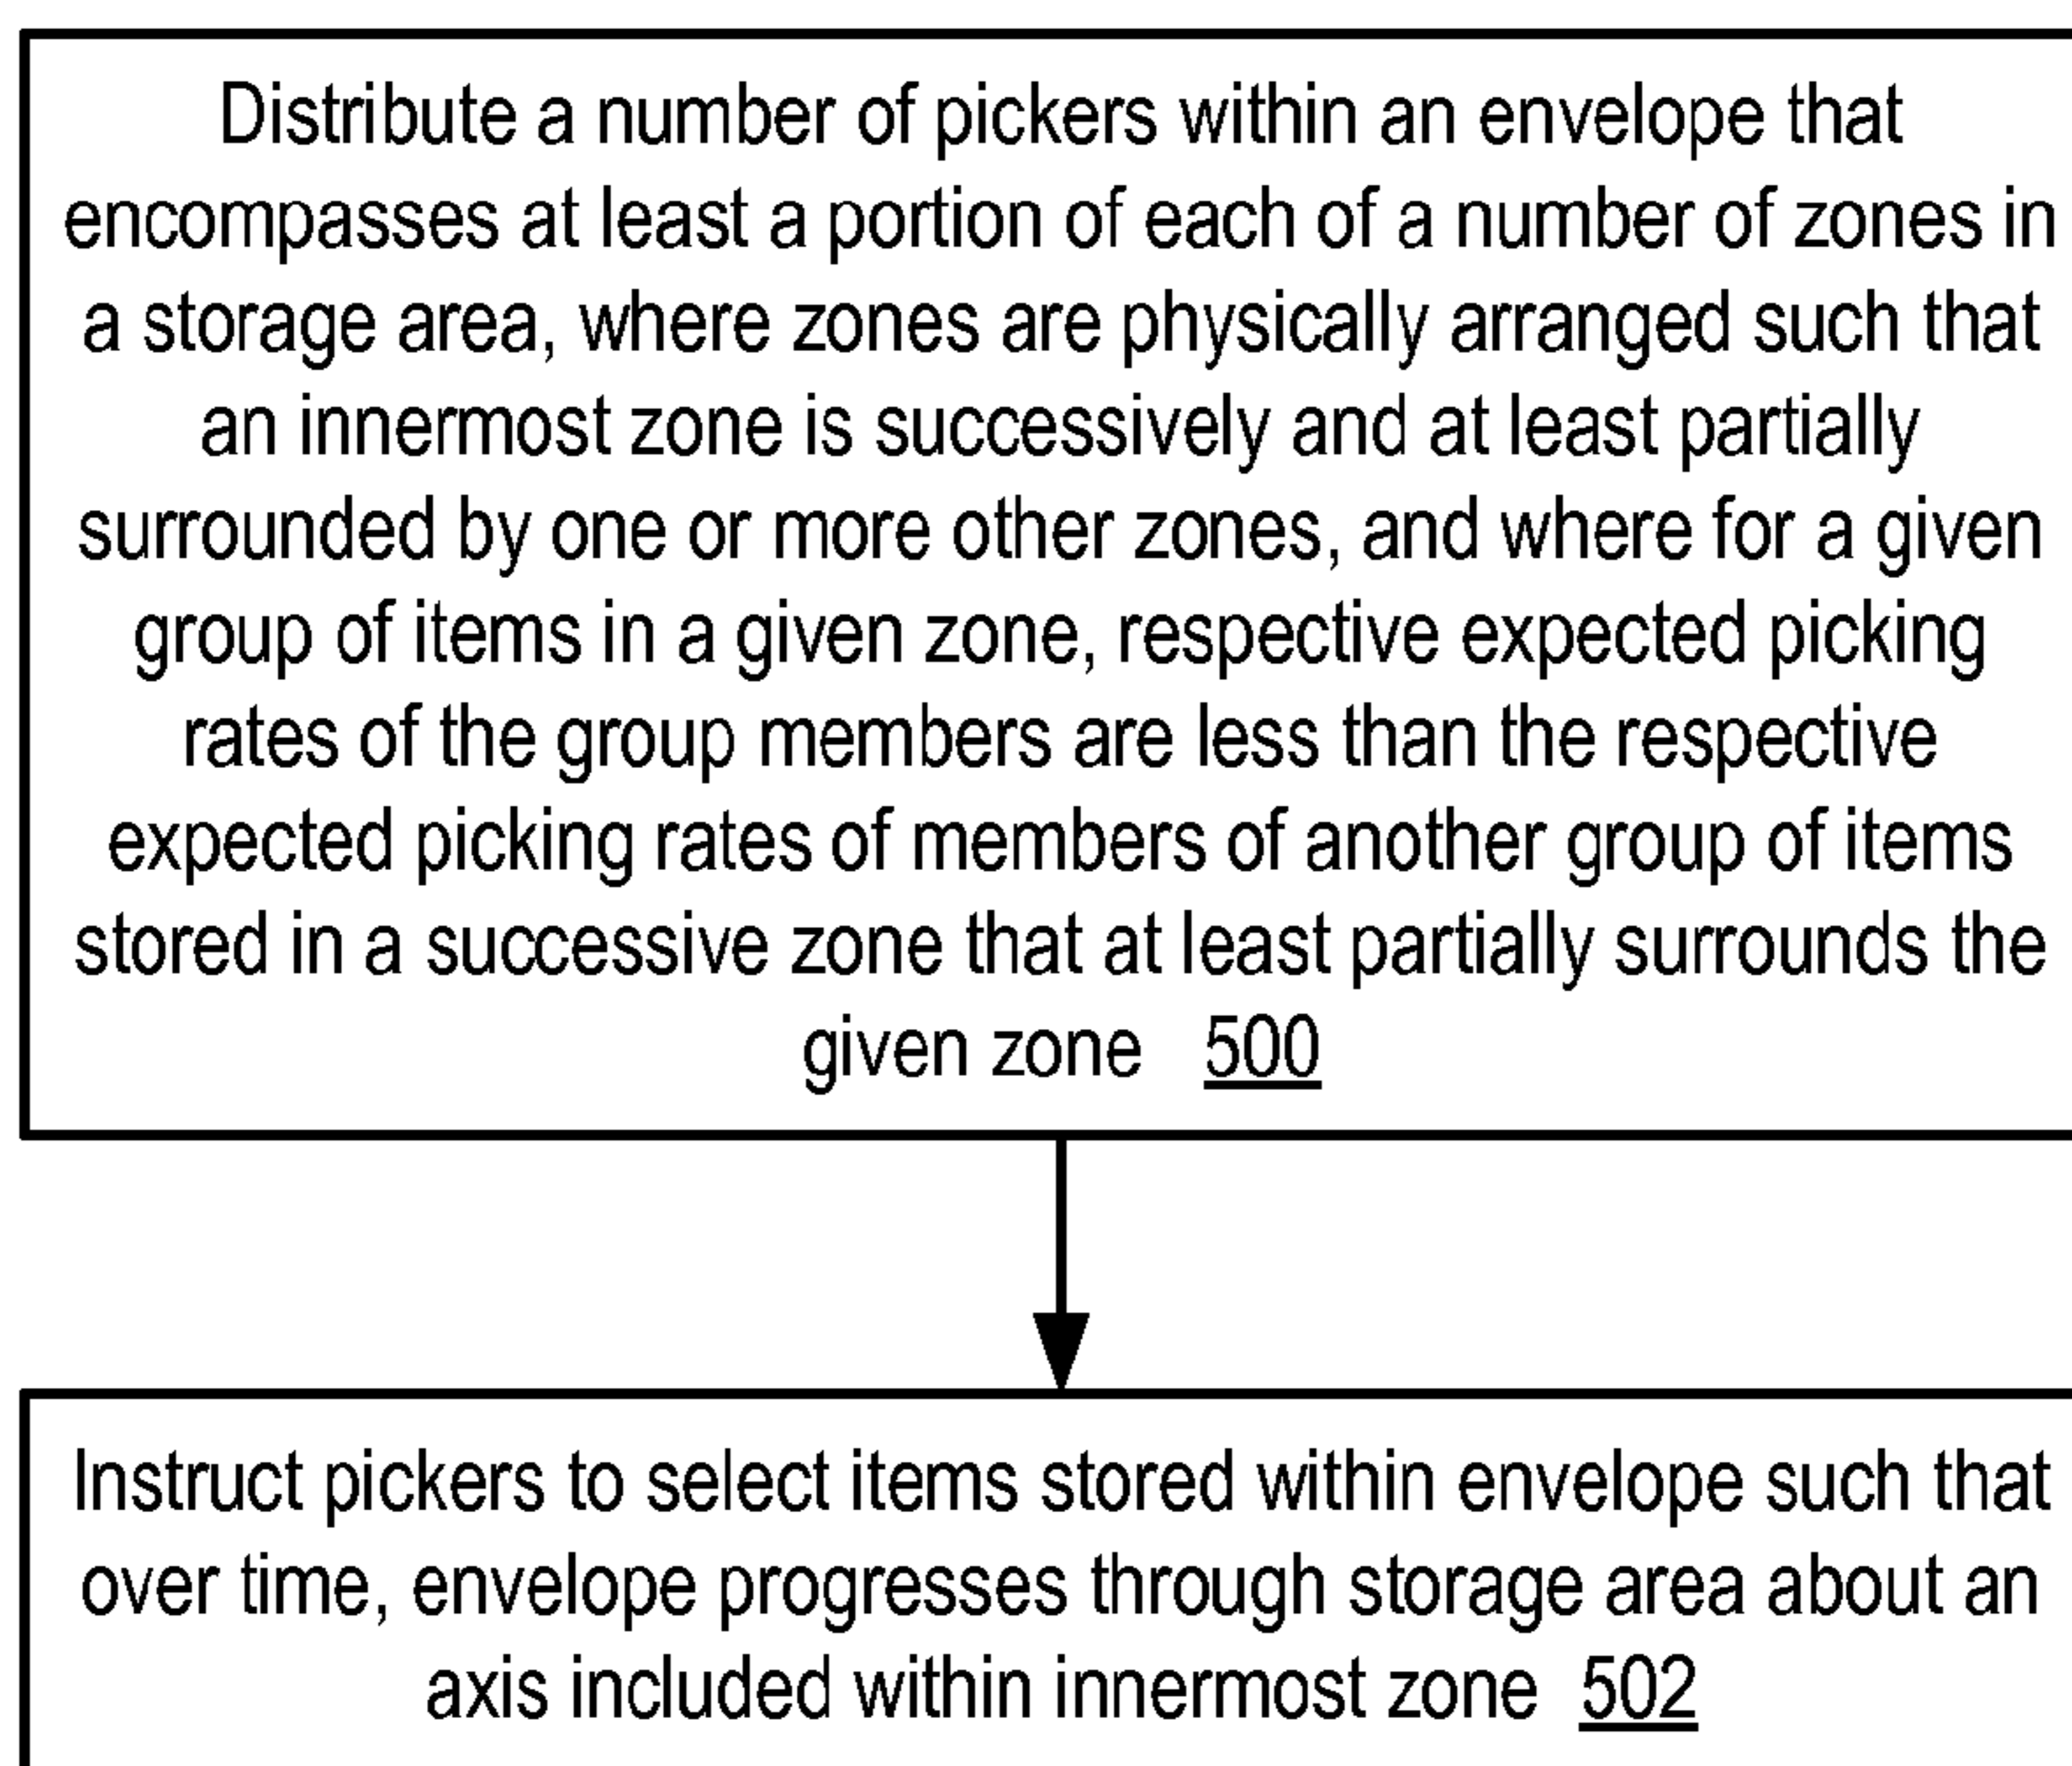 Distribute a number of pickers within an envelope that
encompasses at least a portion of each of a number of zones in
a storage area, where zones are physically arranged such that
an innermost zone is successively and at least partially
surrounded by one or more other zones, and where for a given
group of items in a given zone, respective expected picking
rates of the group members are less than the respective
expected picking rates of members of another group of items
stored in a successive zone that at least partially surrounds the
given zone 500
Instruct pickers to select items stored within envelope such that
over time, envelope progresses through storage area about an
axis included within innermost zone 502